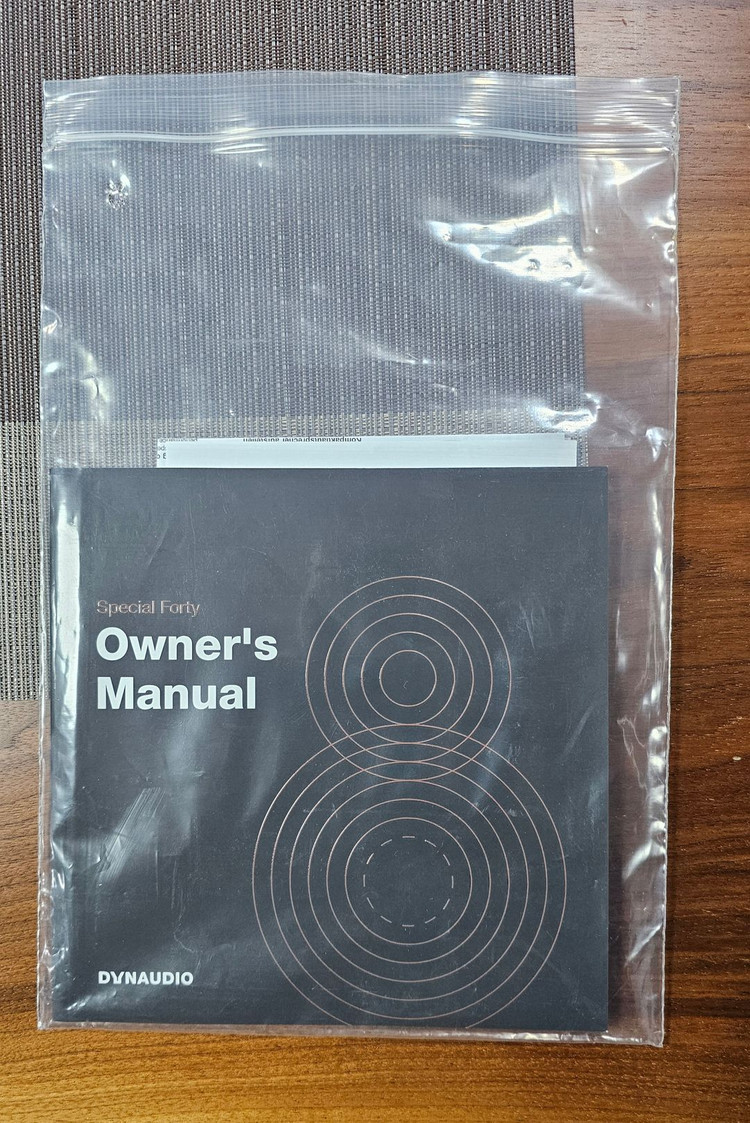 Special Forty
Owner's
Manual
DYNAUDIO